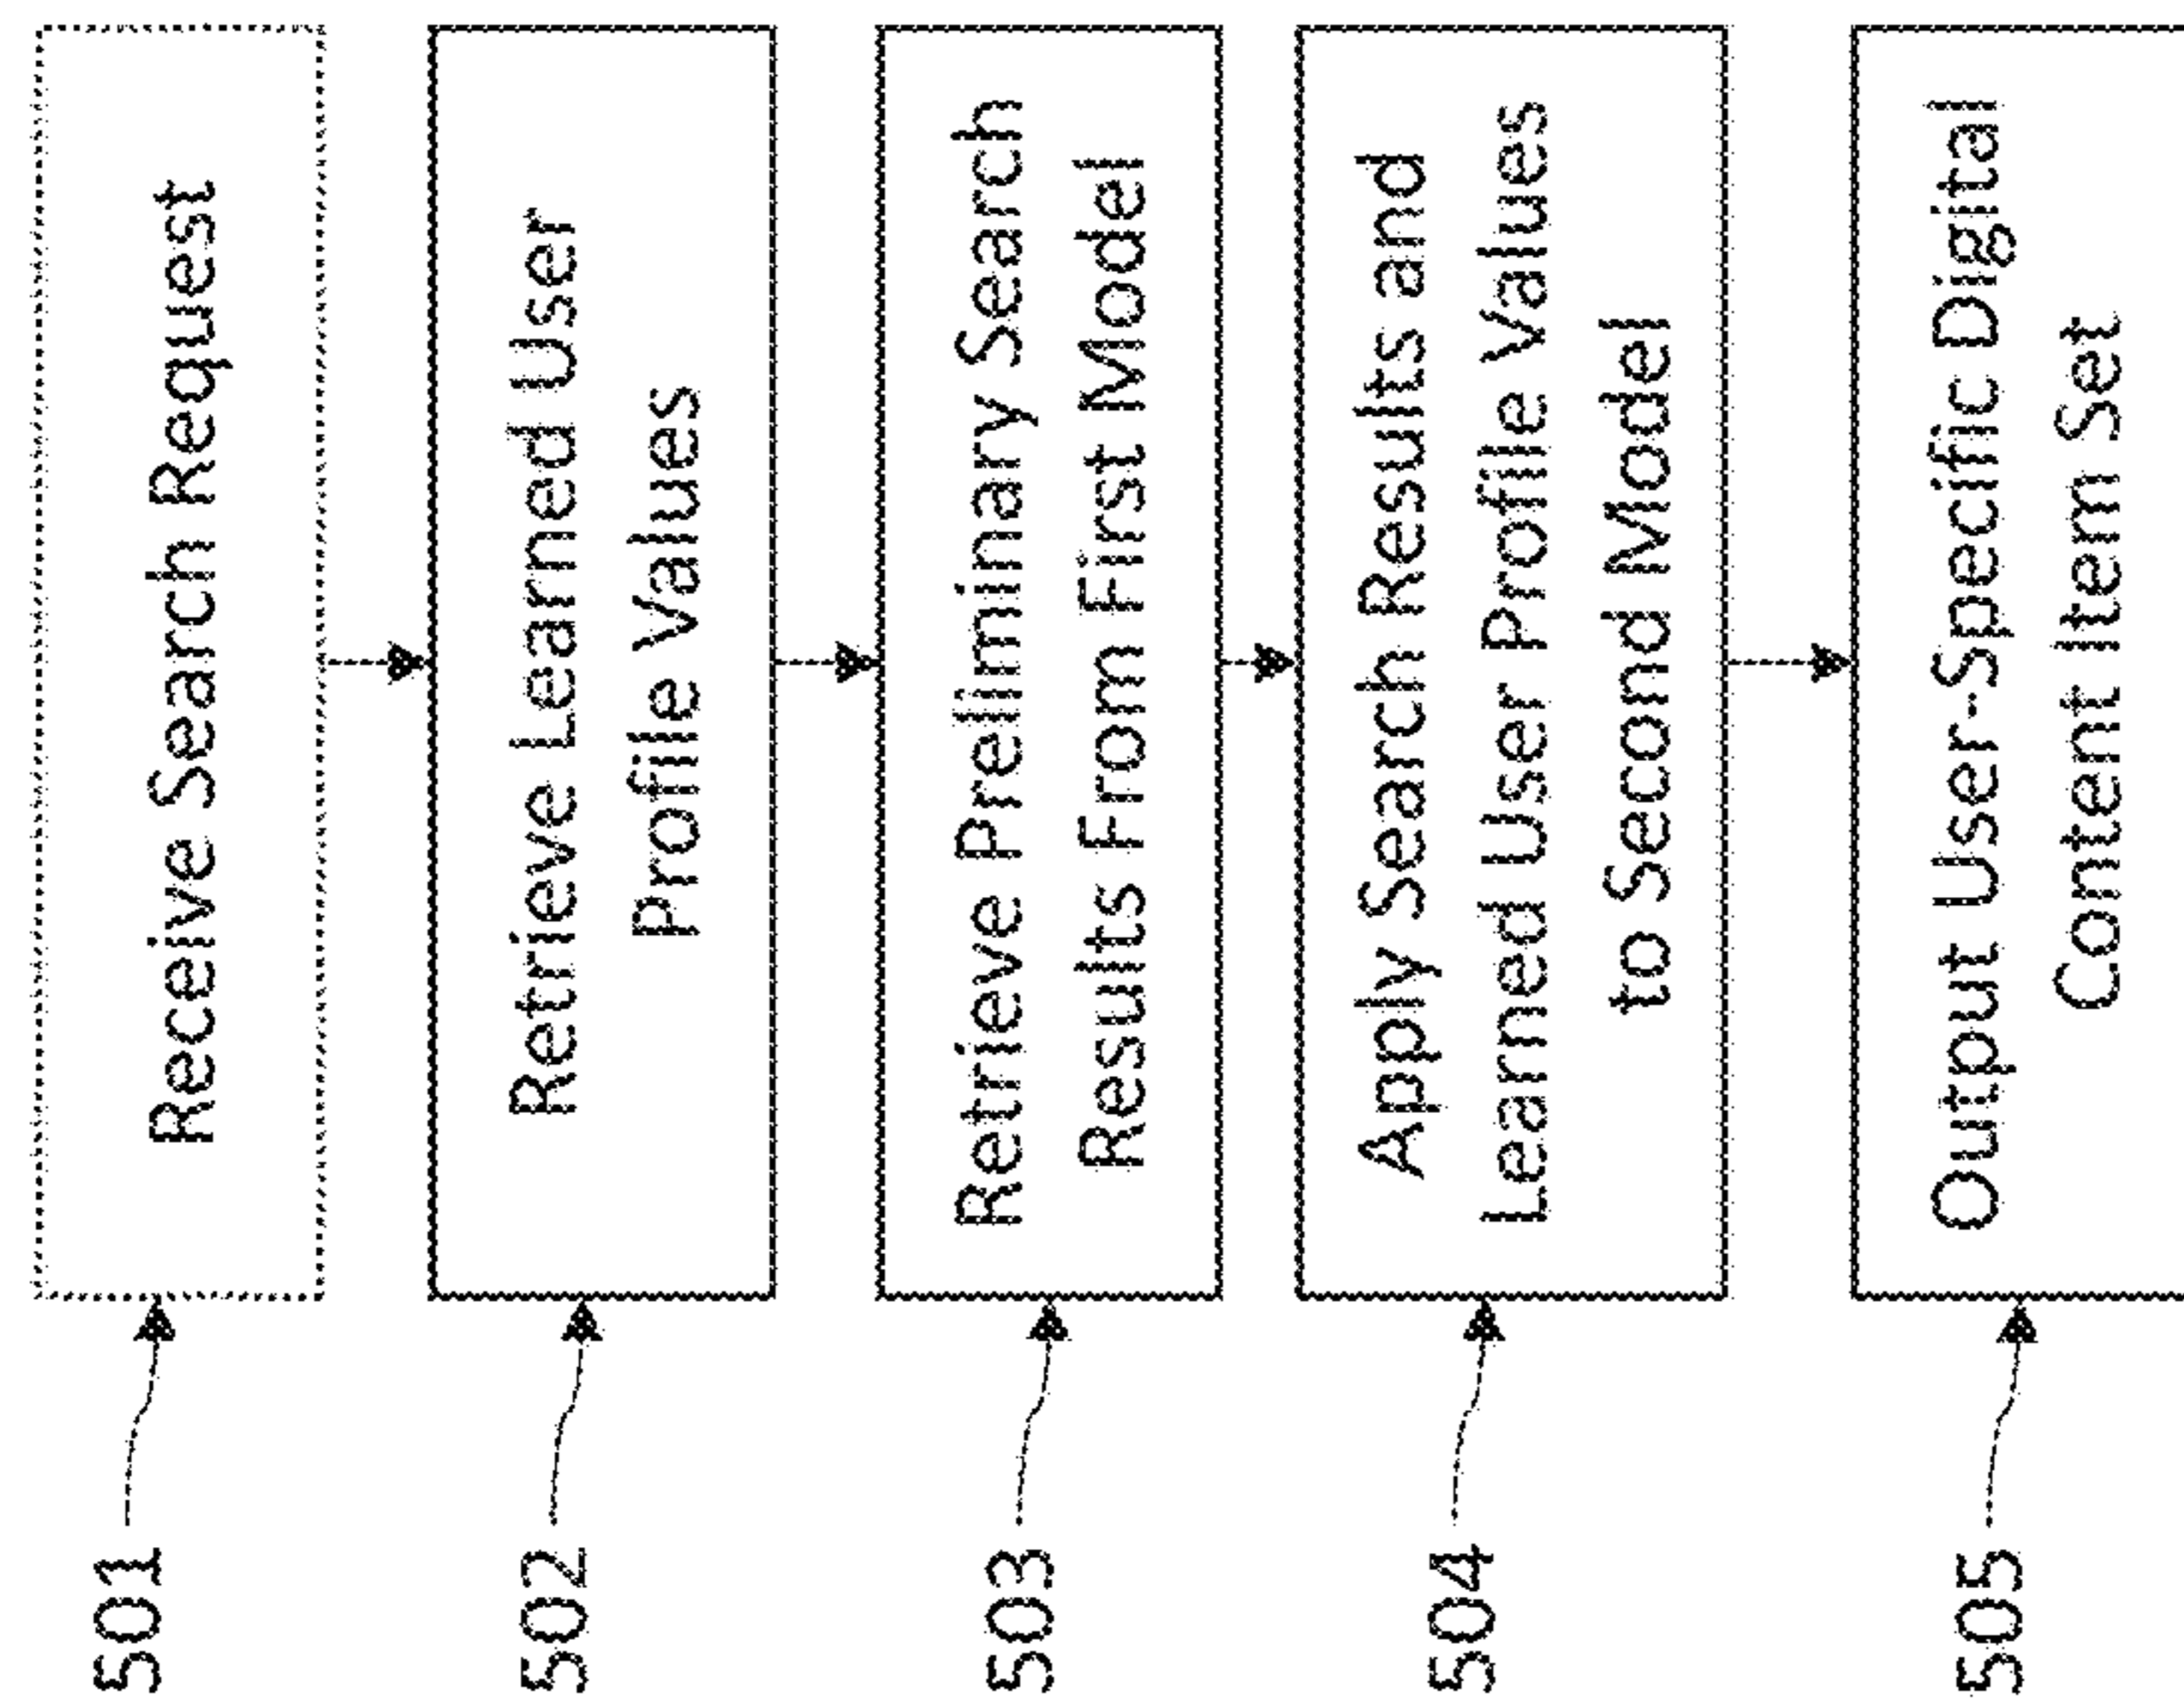 501
Receive Search Request
502
Retrieve Learned User
Profile Values
503
Retrieve Preliminary Search
Results From First Model
504
Apply Search Results and
Learned User Profile Values
to Second Model
505
Output User-Specific Digital
Content Item Set